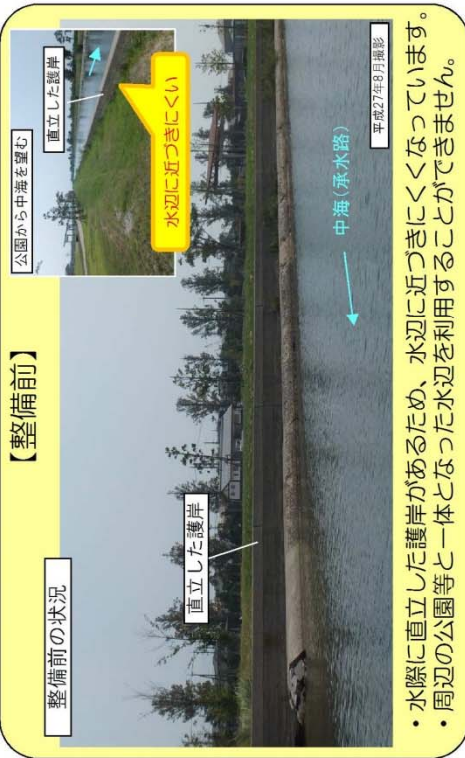 【整備前】
整備前の状況
公園から中海を望む
直立した護岸
水辺に近づきにくい
直立した護岸
中海(承水路)
平成27年8月撮影
・水際に直立した護岸があるため、水辺に近づきにくくなっています。
・周辺の公園等と一体となった水辺を利用することができません。